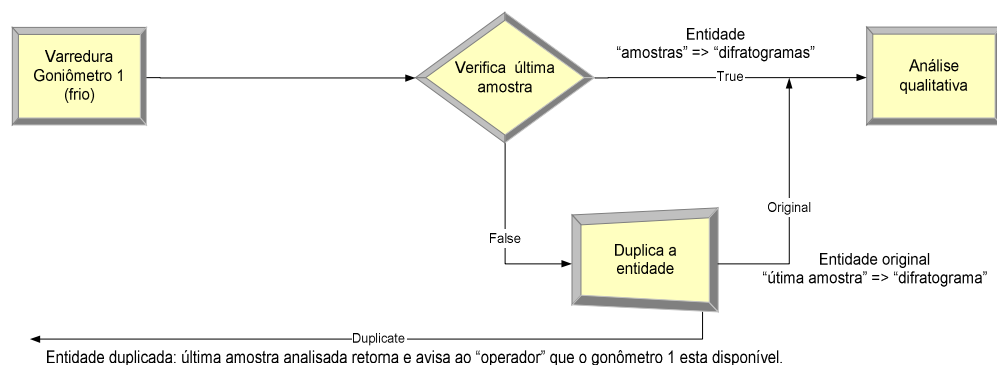 Varredura
Goniômetro 1
(frio)
Verifica última
amostra
Entidade
“amostras” => “difratogramas”
True
Análise
qualitativa
False
Duplica a
entidade
Original
Entidade original
“útima amostra” => “difratograma”
Duplicate
Entidade duplicada: última amostra analisada retorna e avisa ao “operador” que o gonômetro 1 esta disponível.